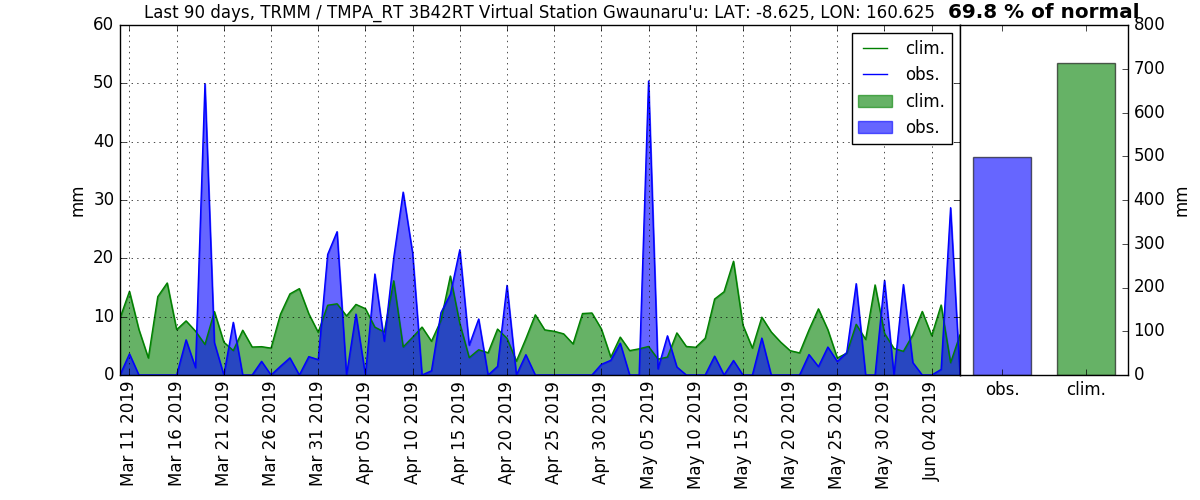 Last 90 days, TRMM / TMPA_RT 3B42RT Virtual Station Gwaunaru'u: LAT: -8.625, LON: 160.625 69.8 % of normal
60
50
40
30
20
10
0
mm
clim.
obs.
clim.
obs.
800
700
600
500
400
300
200
100
0
mm
Mar 11 2019
Mar 16 2019
Mar 21 2019
Mar 26 2019
Mar 31 2019
Apr 05 2019
Apr 10 2019
Apr 15 2019
Apr 20 2019
Apr 25 2019
Apr 30 2019
May 05 2019
May 10 2019
May 15 2019
May 20 2019
May 25 2019
May 30 2019
Jun 04 2019
obs.
clim.